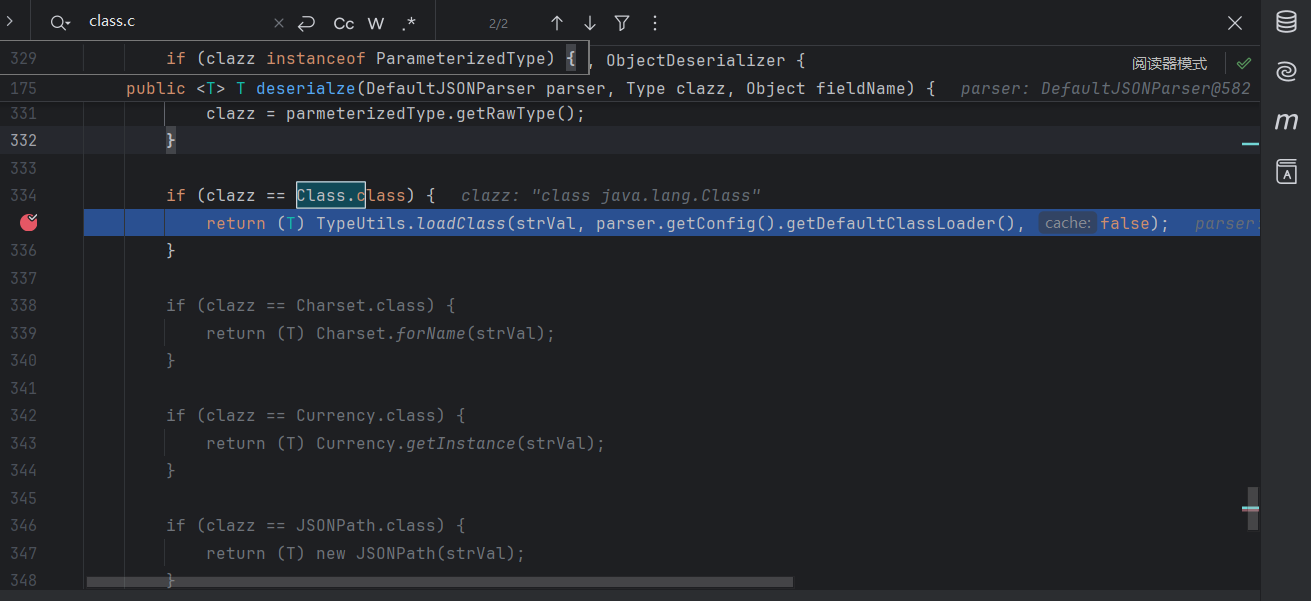 class.c
Cc W .* 2/2
329 if (clazz instanceof ParameterizedType) { , ObjectDeserializer {
阅读器模式
175 public <T> T deserialze(DefaultJSONParser parser, Type clazz, Object fieldName) { parser: DefaultJSONParser@582
331 clazz = parmeterizedType.getRawType();
332 }
333
334 if (clazz == Class.class) { clazz: "class java.lang.Class"
return (T) TypeUtils.loadClass(strVal, parser.getConfig().getDefaultClassLoader(), cache: false); parser
336 }
337
338 if (clazz == Charset.class) {
339 return (T) Charset.forName(strVal);
340 }
341
342 if (clazz == Currency.class) {
343 return (T) Currency.getInstance(strVal);
344 }
345
346 if (clazz == JSONPath.class) {
347 return (T) new JSONPath(strVal);
348 }
m
A